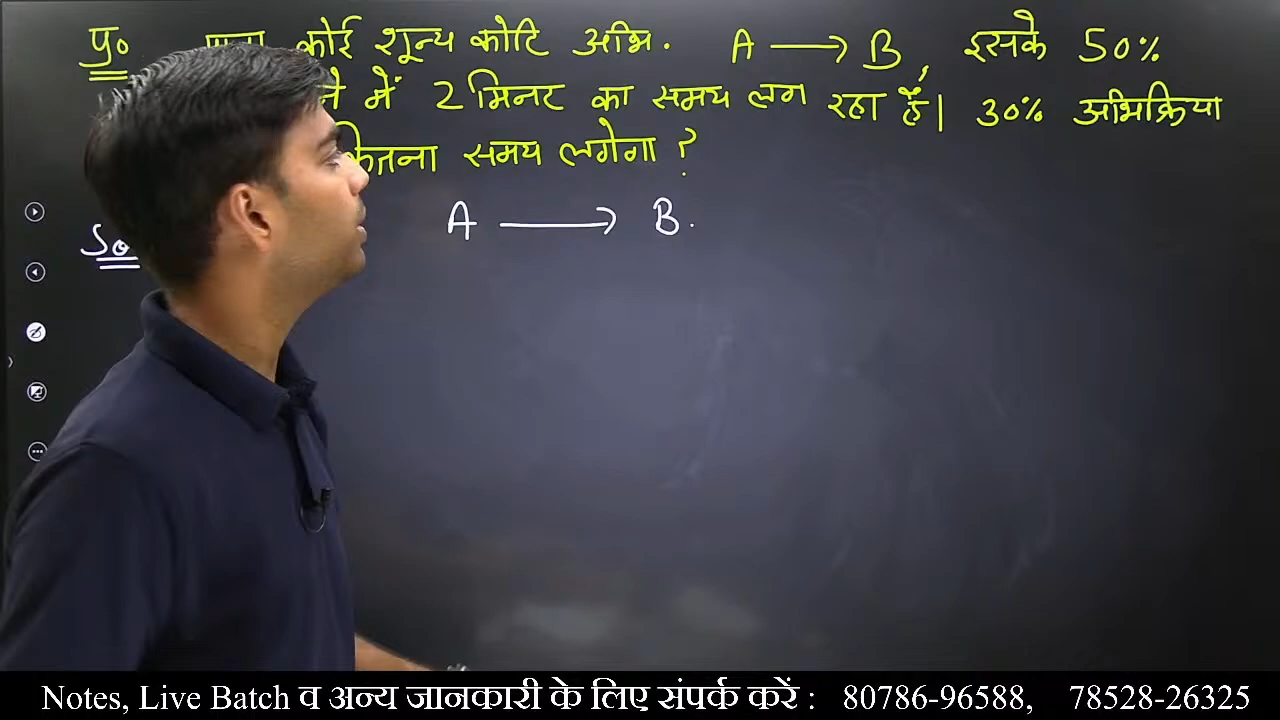 प्र० कोई शून्य कोटि अभि. A → B, इसके 50%
में 2 मिनट का समय लग रहा है। 30% अभिक्रिया
कितना समय लगेगा ?
A → B.
Notes, Live Batch व अन्य जानकारी के लिए संपर्क करें : 80786-96588, 78528-26325